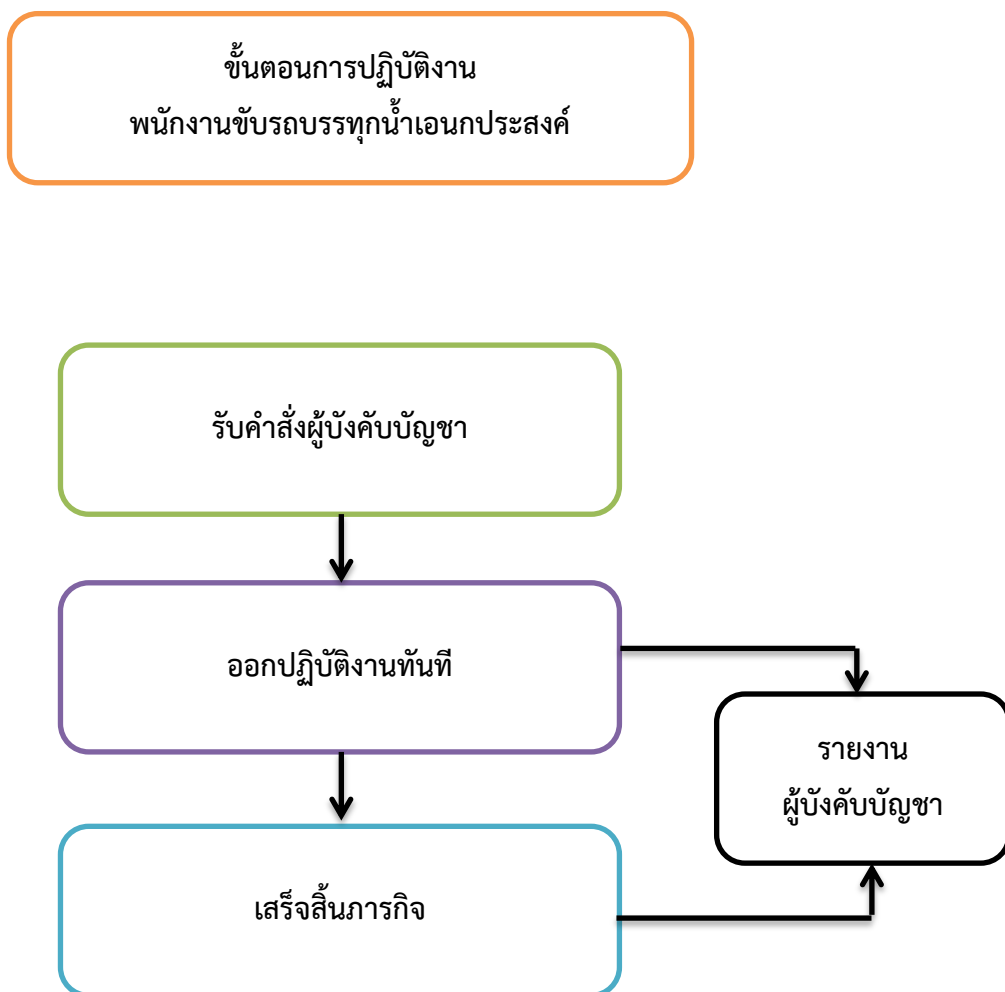 ขั้นตอนการปฏิบัติงาน
พนักงานขับรถบรรทุกน้ำเอนกประสงค์
รับคำสั่งผู้บังคับบัญชา
ออกปฏิบัติงานทันที
รายงาน
ผู้บังคับบัญชา
เสร็จสิ้นภารกิจ